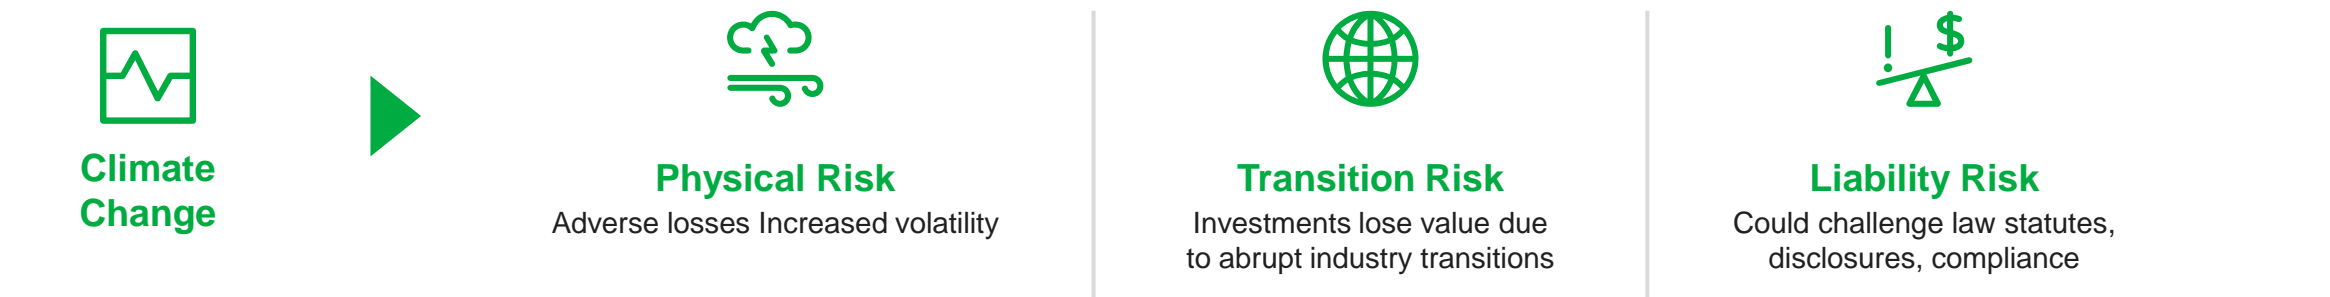 Climate
Change
Physical Risk
Adverse losses Increased volatility
Transition Risk
Investments lose value due
to abrupt industry transitions
Liability Risk
Could challenge law statutes,
disclosures, compliance